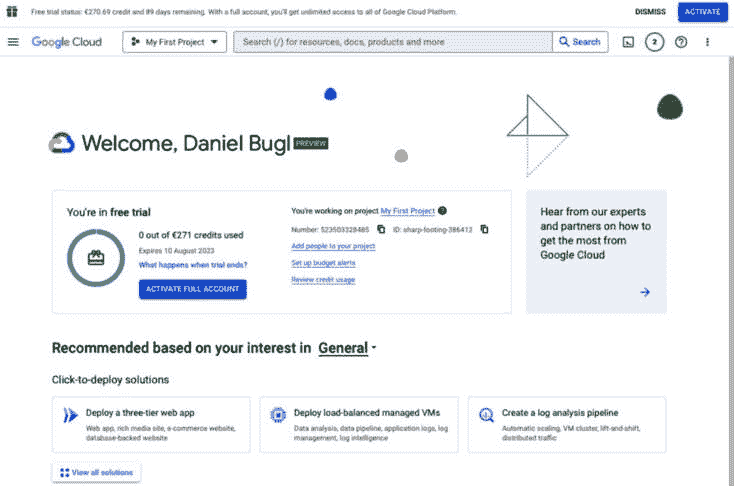 Free trial status: €270.69 credit and 89 days remaining. With a full account, you'll get unlimited access to all of Google Cloud Platform.
DISMISS
ACTIVATE
Google Cloud
My First Project
Search (/) for resources, docs, products and more
Search
2
Welcome, Daniel Bugl
PREVIEW
You're in free trial
0 out of €271 credits used
Expires 10 August 2023
What happens when trial ends?
ACTIVATE FULL ACCOUNT
You're working on project My First Project
Number: 523503328485
ID: sharp-footing-386412
Add people to your project
Set up budget alerts
Review credit usage
Hear from our experts
and partners on how to
get the most from
Google Cloud
Recommended based on your interest in General
Click-to-deploy solutions
Deploy a three-tier web app
Web app, rich media site, e-commerce website,
database-backed website
Deploy load-balanced managed VMs
Data analysis, data pipeline, application logs, log
management, log intelligence
Create a log analysis pipeline
Automatic scaling, VM cluster, lift-and-shift,
distributed traffic
View all solutions